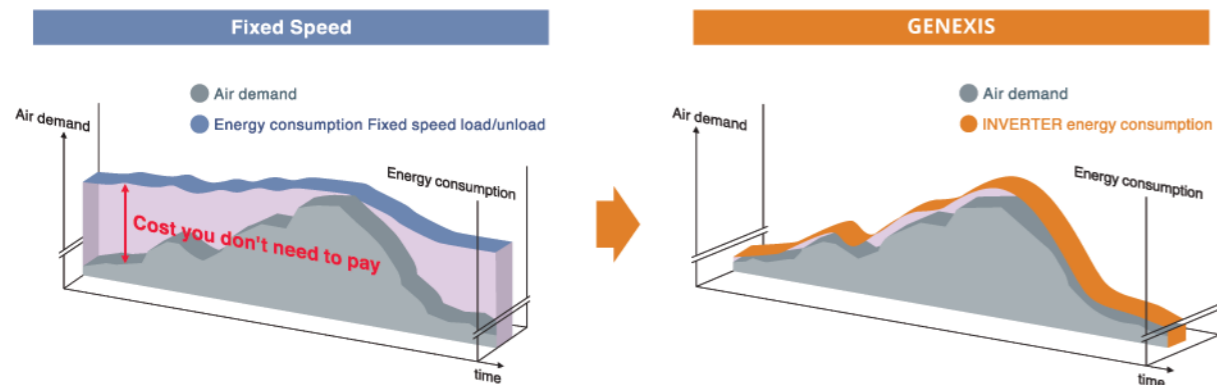 Fixed Speed
Air demand
Energy consumption Fixed speed load/unload
Air demand
Energy consumption
Cost you don't need to pay
time
GENEXIS
Air demand
INVERTER energy consumption
Air demand
Energy consumption
time